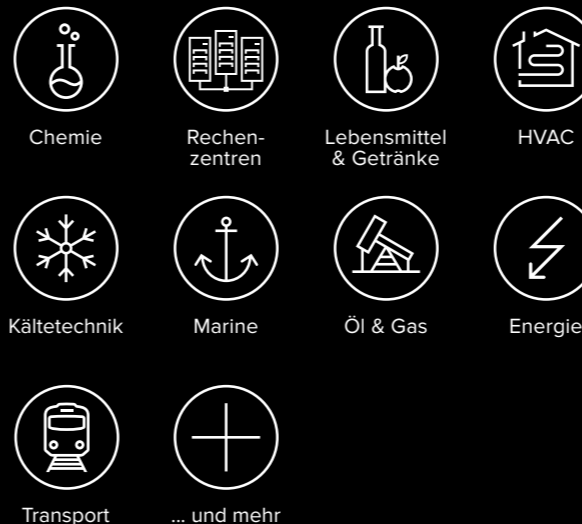 Chemie
Rechen-
zentren
Lebensmittel
& Getränke
HVAC
Kältetechnik
Marine
Öl & Gas
Energie
Transport
... und mehr